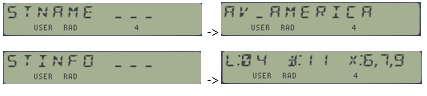 STNAME _ _ _
USER RAD 4
->
AV_AMERICA
USER RAD 4
STINFO _ _ _
USER RAD
->
L:04 B:11 X:6,7,9
USER RAD 4